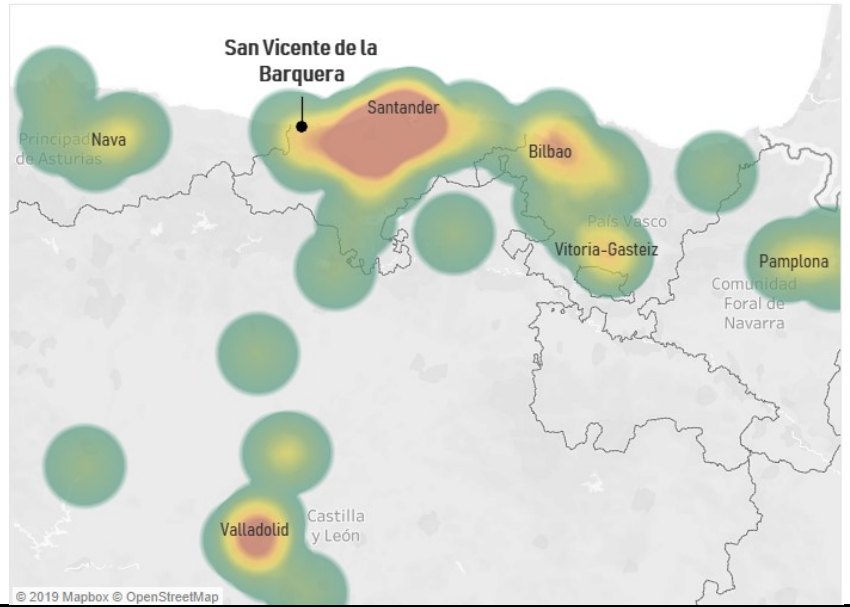 San Vicente de la
Barquera
Santander
Principado
de Asturias
Nava
Bilbao
País Vasco
Vitoria-Gasteiz
Pamplona
Comunidad
Foral de
Navarra
Valladolid
Castilla
y León
© 2019 Mapbox © OpenStreetMap